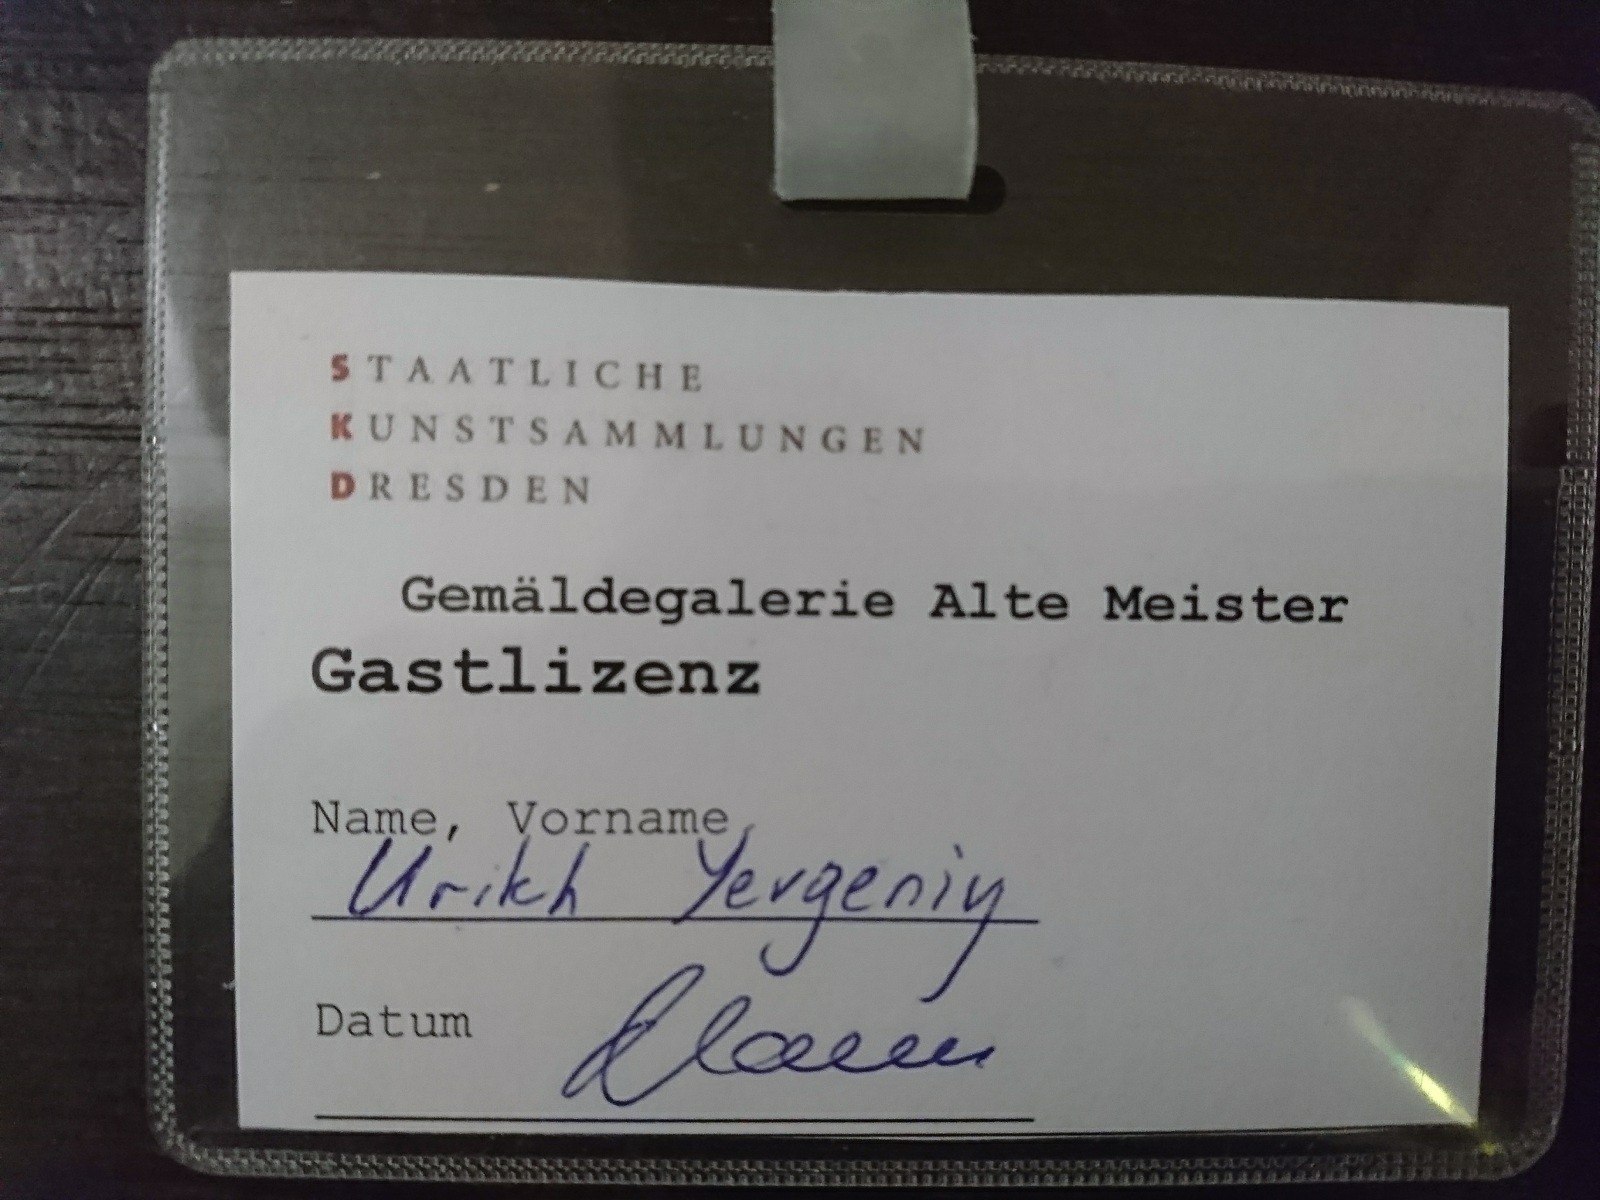 STAATLICHE
KUNSTSAMMLUNGEN
DRESDEN
Gemäldegalerie Alte Meister
Gastlizenz
Name, Vorname
Urikh Yevgeniy
Datum